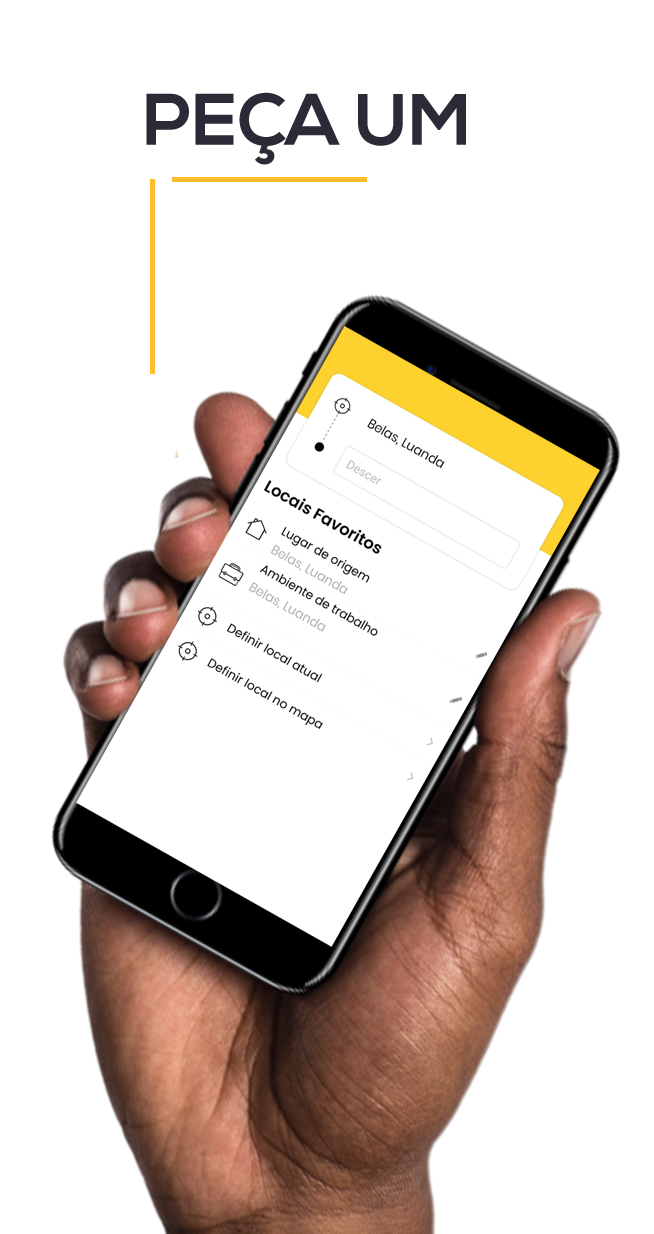 PEÇA UM
Belas, Luanda
Descer
Locais Favoritos
Lugar de origem
Belas, Luanda
Ambiente de trabalho
Belas, Luanda
Definir local atual
Definir local no mapa